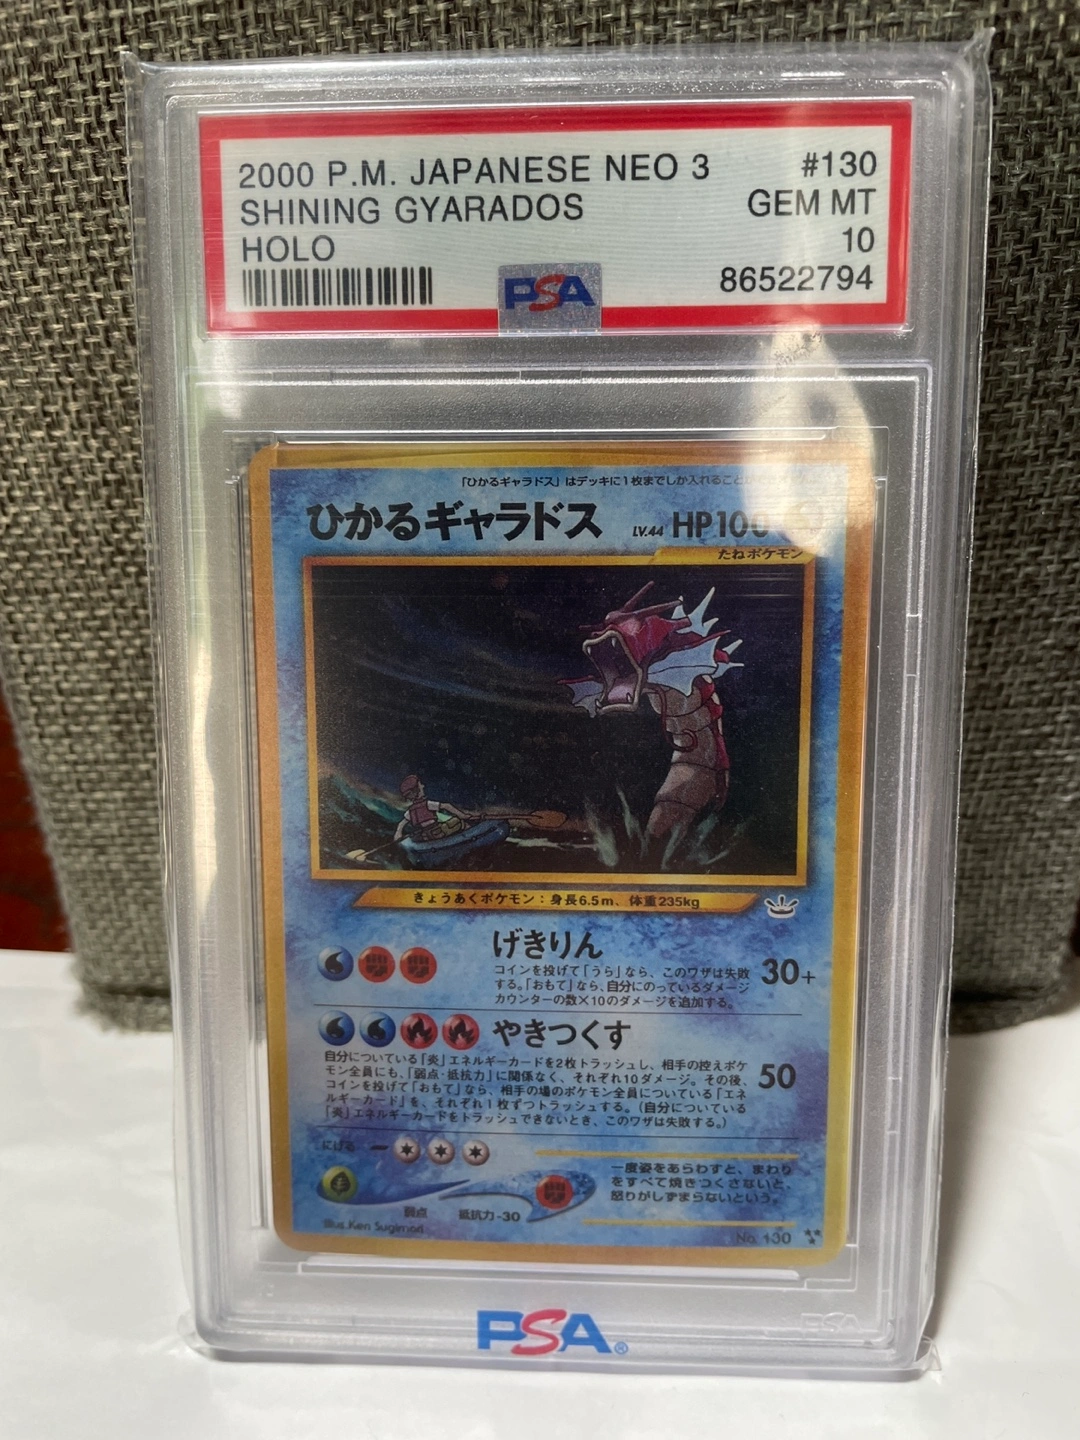 2000 P.M. JAPANESE NEO 3 #130
SHINING GYARADOS GEM MT
HOLO 10
86522794
PSA
「ひかるギャラドス」はデッキに1枚までしか入れるこ
ひかるギャラドス LV.44 HP100
たねポケモン
きょうあくポケモン:身長6.5m、体重235kg
げきりん
コインを投げて「うら」なら、このワザは失敗
する。「おもて」なら、自分にのっているダメージ
カウンターの数×10のダメージを追加する。
30+
やきつくす
自分についている「炎」エネルギーカードを2枚トラッシュし、相手の控えポケ
モン全員にも、「弱点・抵抗力」に関係なく、それぞれ10ダメージ。その後、
コインを投げて「おもて」なら、相手の場のポケモン全員についている「エネ
ルギーカード」を、それぞれ1枚ずつトラッシュする。(自分についている
「炎」エネルギーカードをトラッシュできないとき、このワザは失敗する。)
50
にげる
弱点 抵抗力-30
一度姿をあらわすと、まわり
をすべて焼きつくさないと、
怒りがしずまらないという。
Illus.Ken Sugimori
No. 130
PSA®